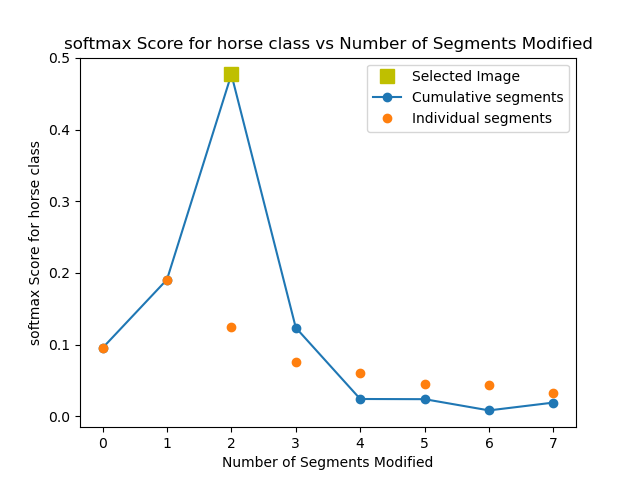 softmax Score for horse class vs Number of Segments Modified
Selected Image
Cumulative segments
Individual segments
softmax Score for horse class
0.5
0.4
0.3
0.2
0.1
0.0
0 1 2 3 4 5 6 7
Number of Segments Modified